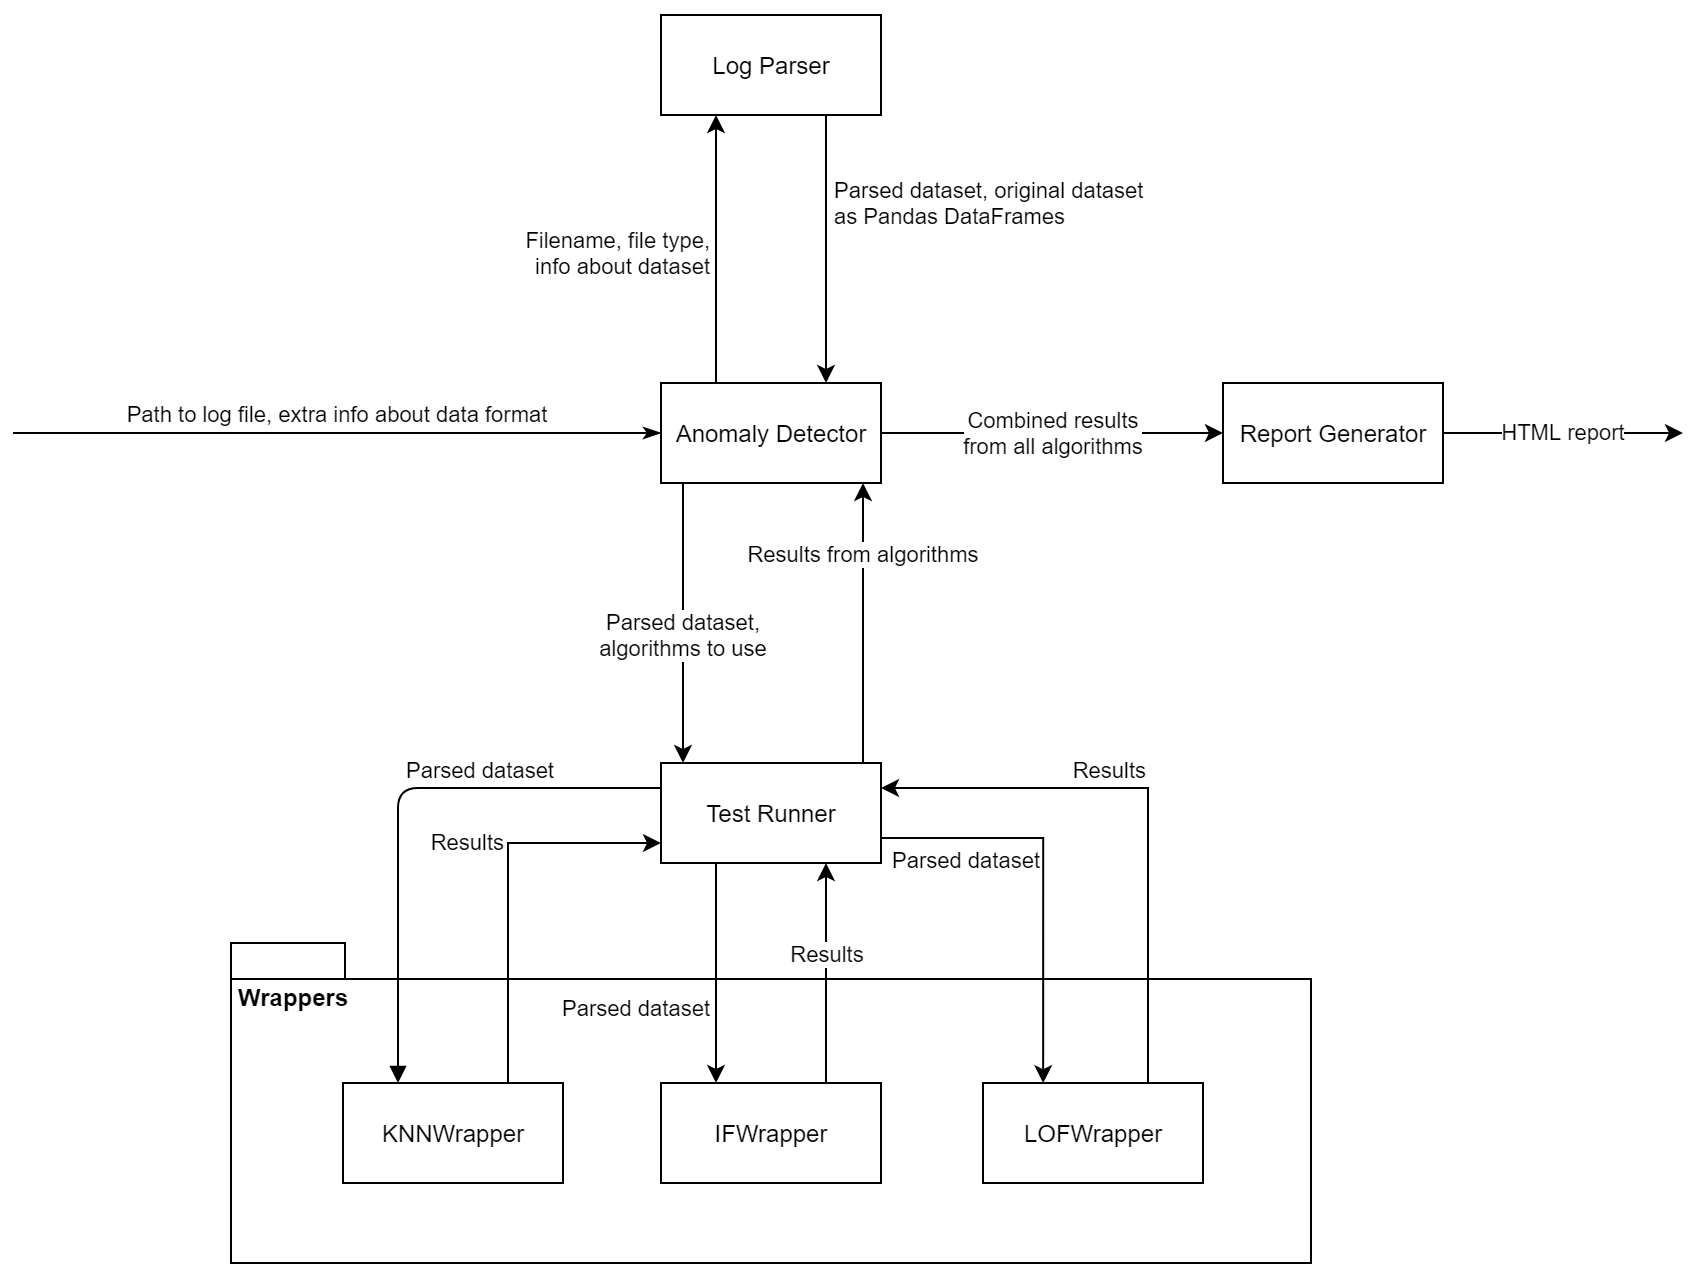 Log Parser
Parsed dataset, original dataset
as Pandas DataFrames
Filename, file type,
info about dataset
Path to log file, extra info about data format
Anomaly Detector
Combined results
from all algorithms
Report Generator
HTML report
Results from algorithms
Parsed dataset,
algorithms to use
Parsed dataset
Results
Test Runner
Results
Parsed dataset
Results
Wrappers
Parsed dataset
KNNWrapper
IFWrapper
LOFWrapper